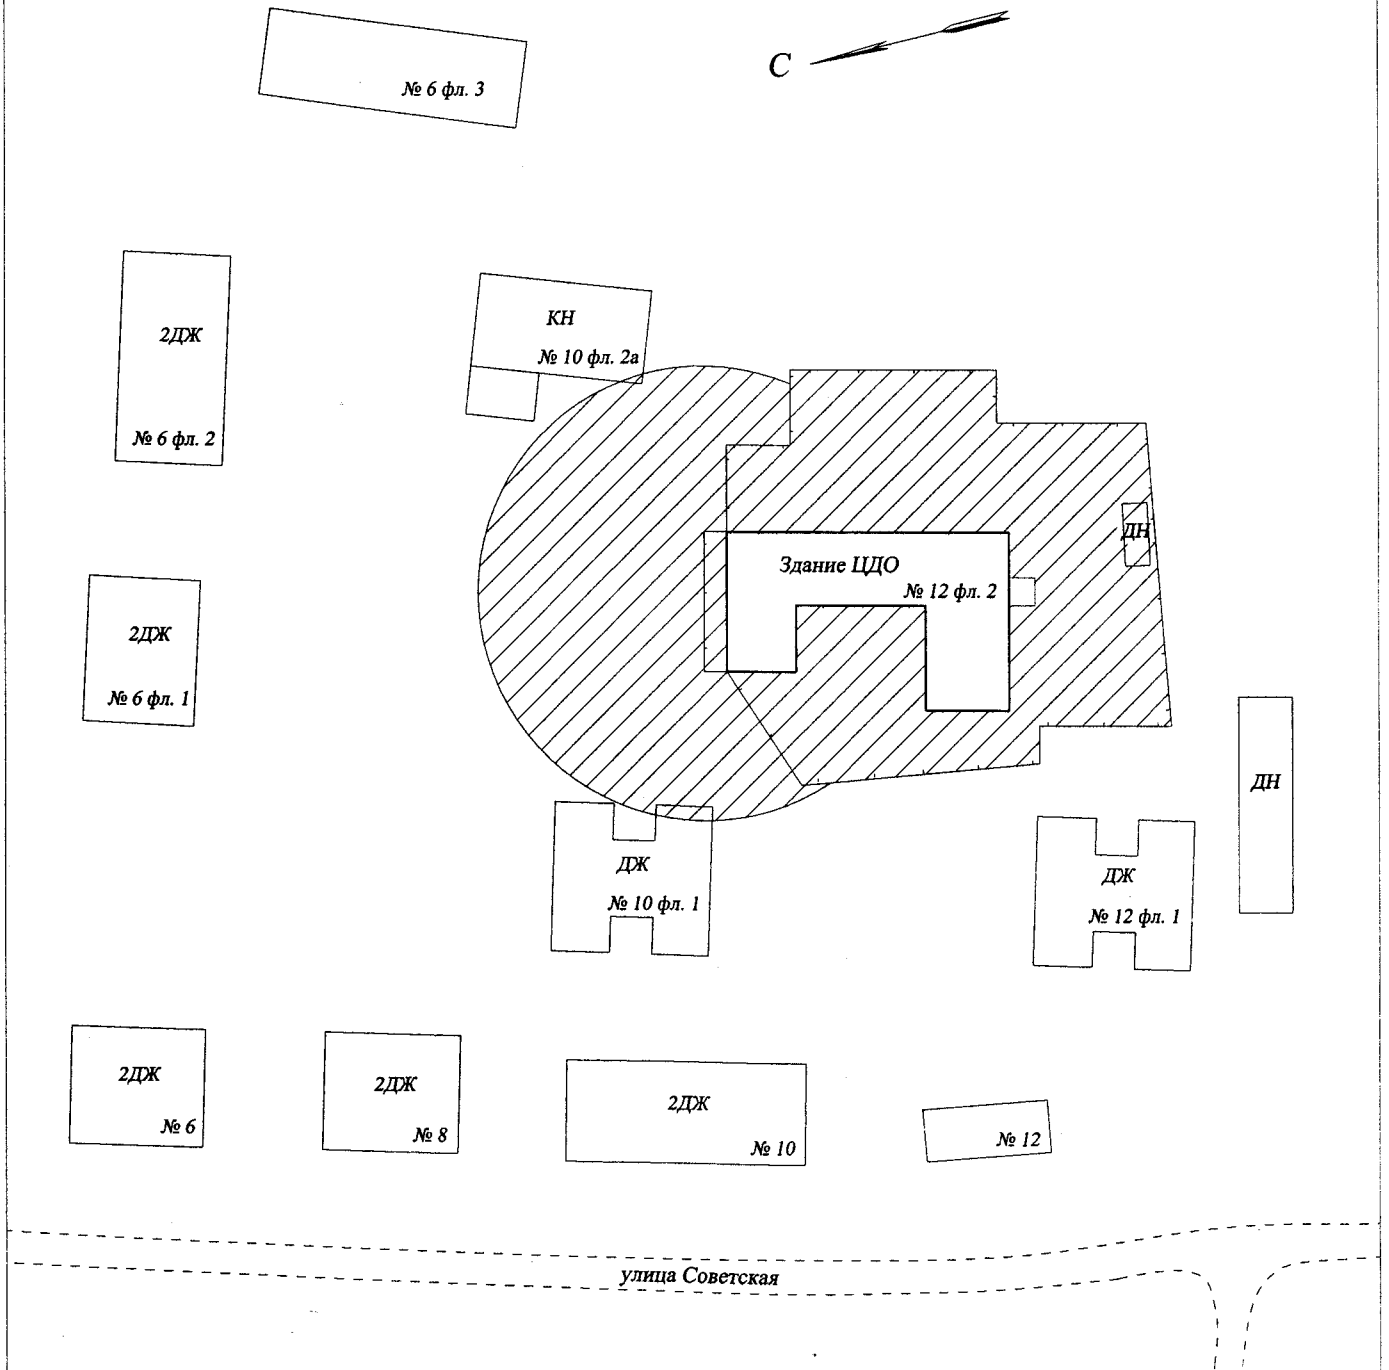 С
№ 6 фл. 3
2ДЖ
№ 6 фл. 2
КН
№ 10 фл. 2а
ДН
Здание ЦДО
№ 12 фл. 2
2ДЖ
№ 6 фл. 1
ДН
ДЖ
№ 10 фл. 1
ДЖ
№ 12 фл. 1
2ДЖ
№ 6
2ДЖ
№ 8
2ДЖ
№ 10
№ 12
улица Советская